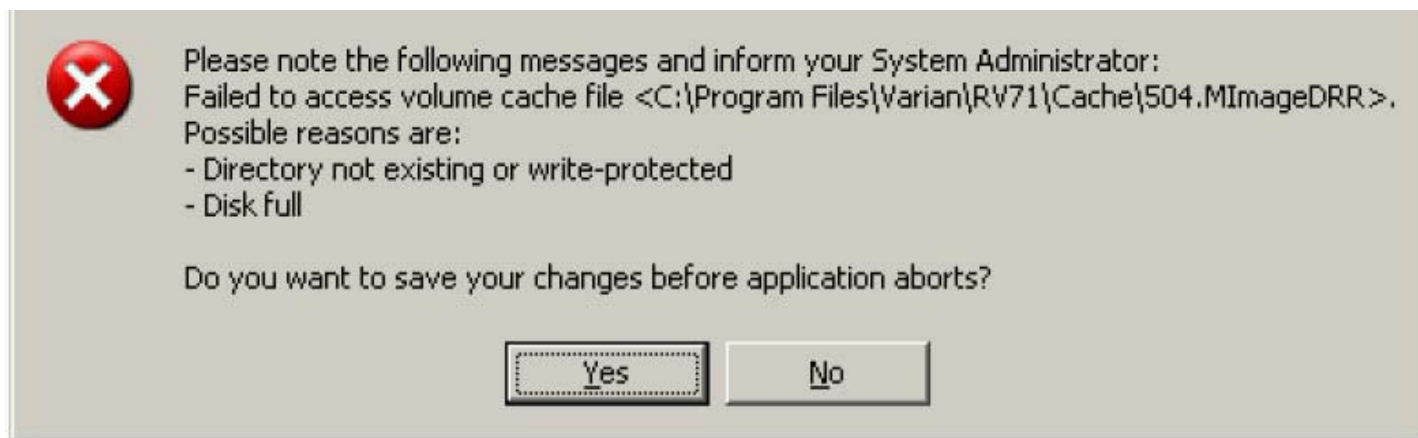 Please note the following messages and inform your System Administrator:
Failed to access volume cache file <C:\Program Files\Varian\RV71\Cache\504.MImageDRR>.
Possible reasons are:
- Directory not existing or write-protected
- Disk full
Do you want to save your changes before application aborts?
Yes
No